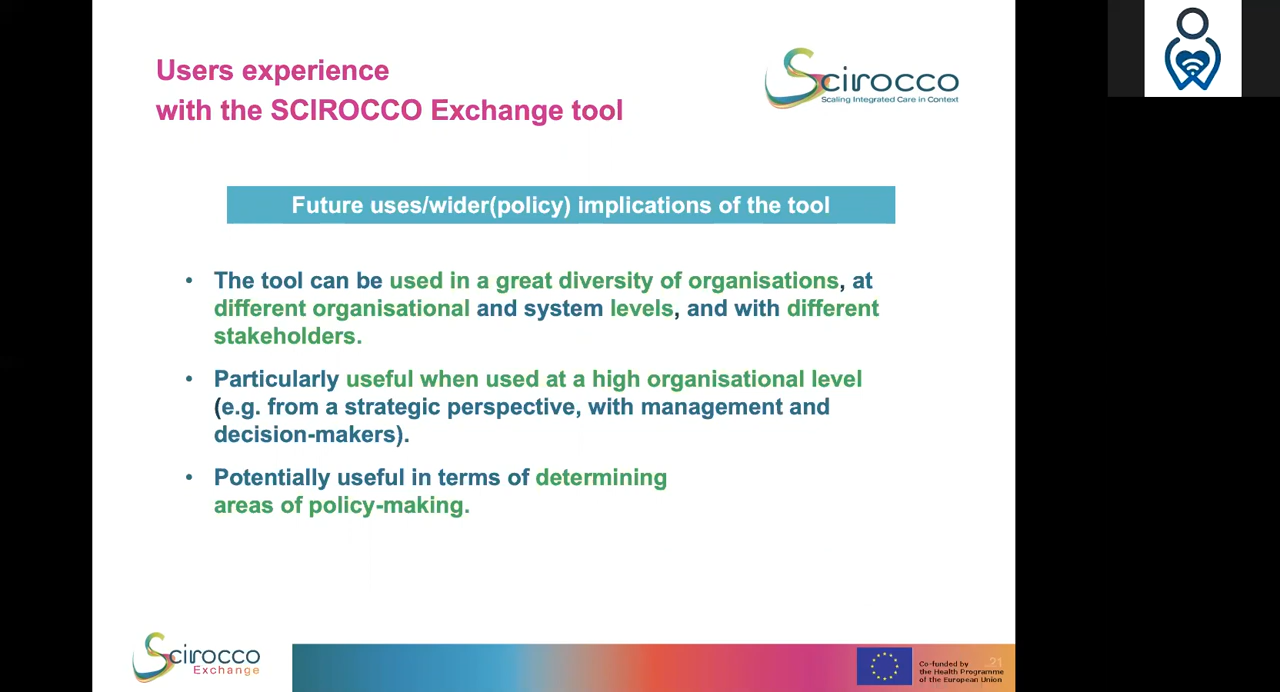 Users experience
with the SCIROCCO Exchange tool
Scirocco
Scaling Integrated Care in Context
Future uses/wider(policy) implications of the tool
• The tool can be used in a great diversity of organisations, at
different organisational and system levels, and with different
stakeholders.
• Particularly useful when used at a high organisational level
(e.g. from a strategic perspective, with management and
decision-makers).
• Potentially useful in terms of determining
areas of policy-making.
Scirocco
Exchange
21
Co-funded by
the Health Programme
of the European Union